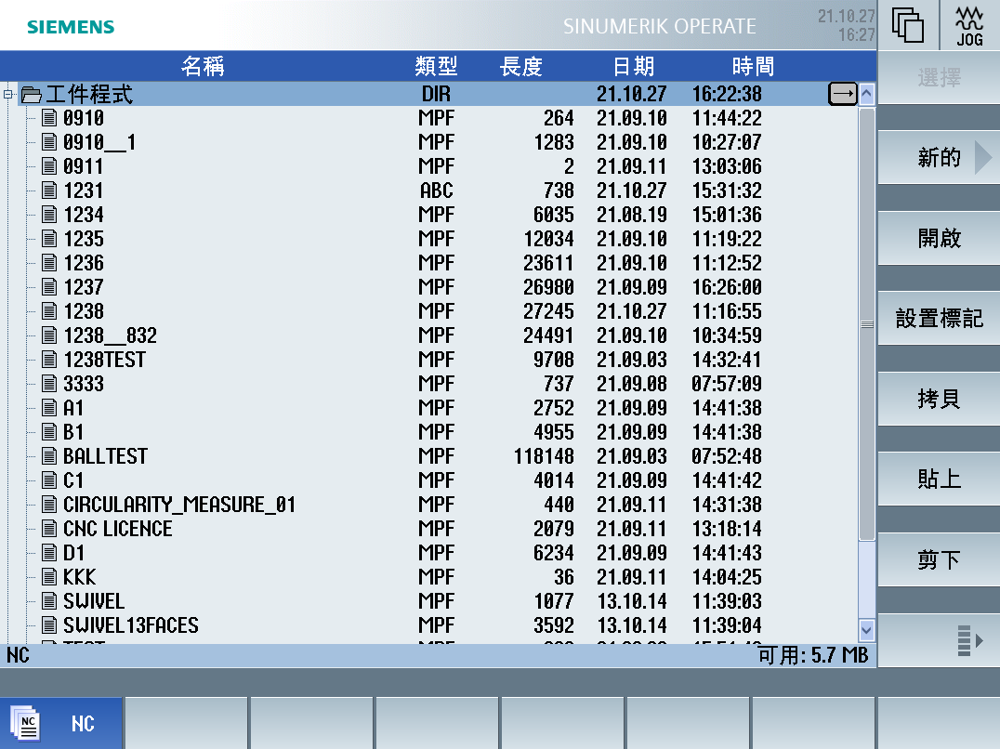 SIEMENS
SINUMERIK OPERATE
21.10.27
16:27
JOG
名稱 類型 長度 日期 時間
工件程式 DIR 21.10.27 16:22:38
0910 MPF 264 21.09.10 11:44:22
0910__1 MPF 1283 21.09.10 10:27:07
0911 MPF 2 21.09.11 13:03:06
1231 ABC 738 21.10.27 15:31:32
1234 MPF 6035 21.08.19 15:01:36
1235 MPF 12034 21.09.10 11:19:22
1236 MPF 23611 21.09.10 11:12:52
1237 MPF 26980 21.09.09 16:26:00
1238 MPF 27245 21.10.27 11:16:55
1238__832 MPF 24491 21.09.10 10:34:59
1238TEST MPF 9708 21.09.03 14:32:41
3333 MPF 737 21.09.08 07:57:09
A1 MPF 2752 21.09.09 14:41:38
B1 MPF 4955 21.09.09 14:41:38
BALLTEST MPF 118148 21.09.03 07:52:48
C1 MPF 4014 21.09.09 14:41:42
CIRCULARITY_MEASURE_01 MPF 440 21.09.11 14:31:38
CNC LICENCE MPF 2079 21.09.11 13:18:14
D1 MPF 6234 21.09.09 14:41:43
KKK MPF 36 21.09.11 14:04:25
SWIVEL MPF 1077 13.10.14 11:39:03
SWIVEL13FACES MPF 3592 13.10.14 11:39:04
NC 可用: 5.7 MB
選擇
新的
開啟
設置標記
拷貝
貼上
剪下
NC NC